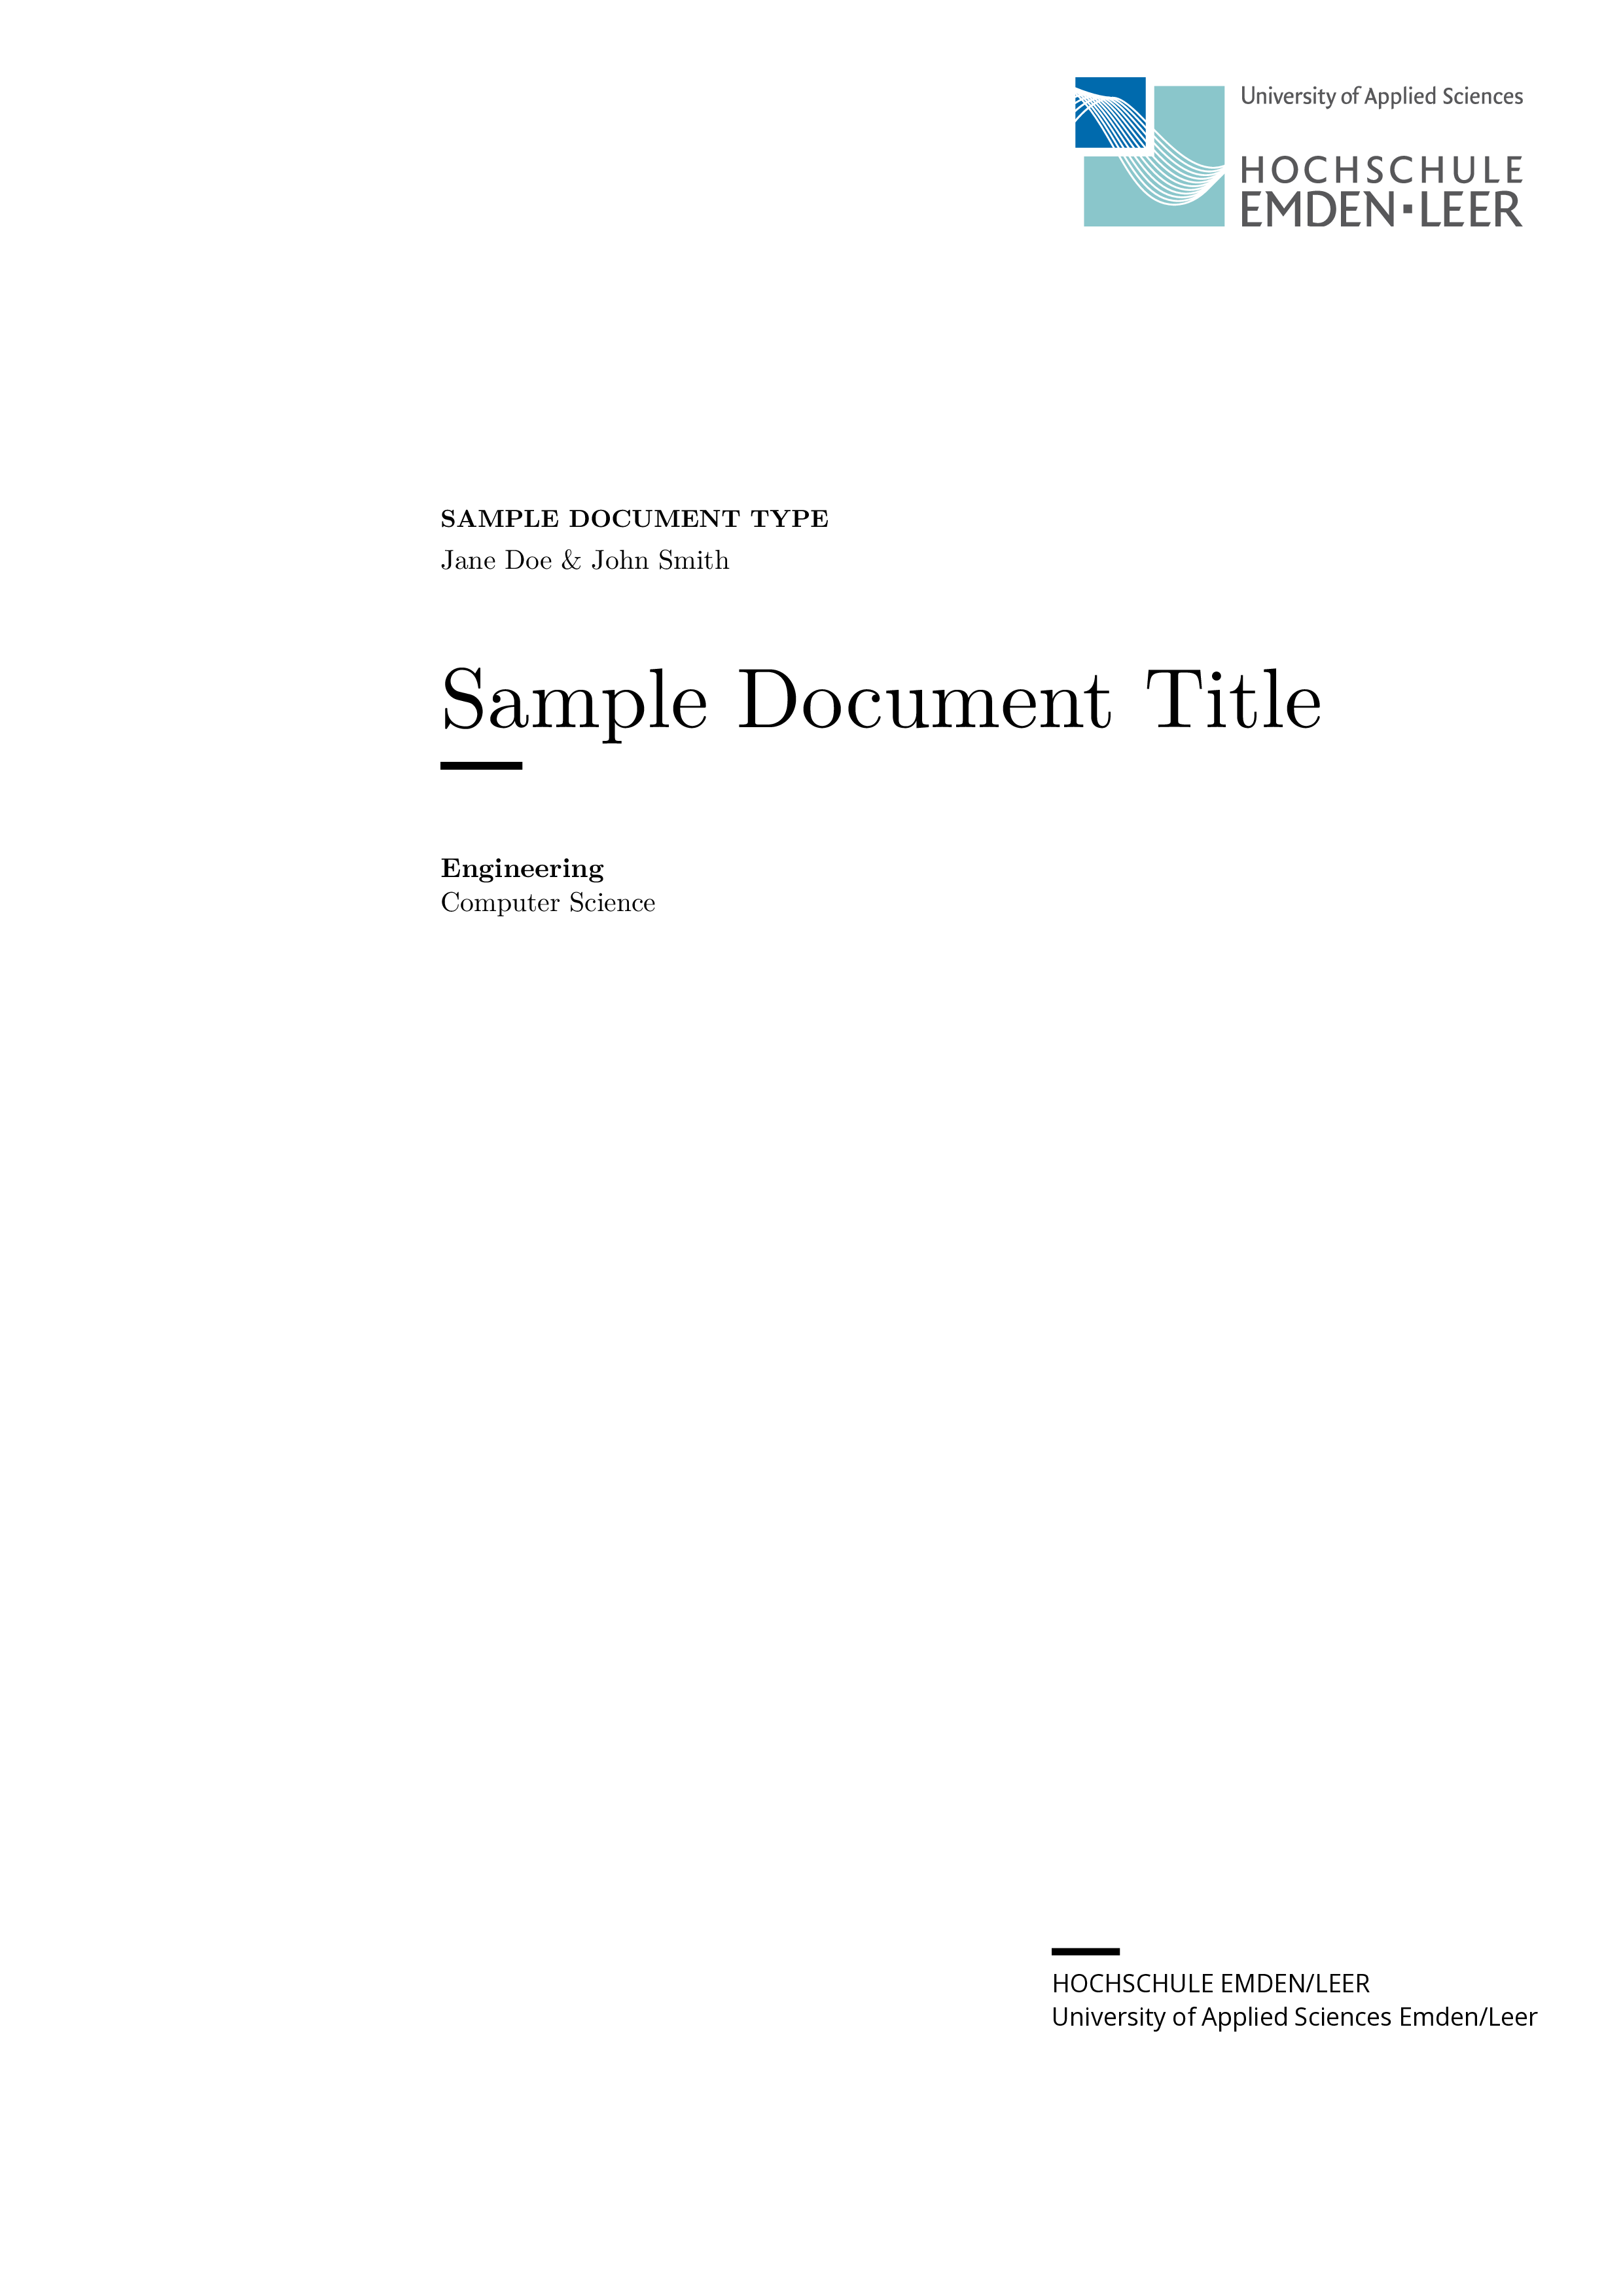 University of Applied Sciences
HOCHSCHULE
EMDEN▪LEER
SAMPLE DOCUMENT TYPE
Jane Doe & John Smith
Sample Document Title
Engineering
Computer Science
HOCHSCHULE EMDEN/LEER
University of Applied Sciences Emden/Leer